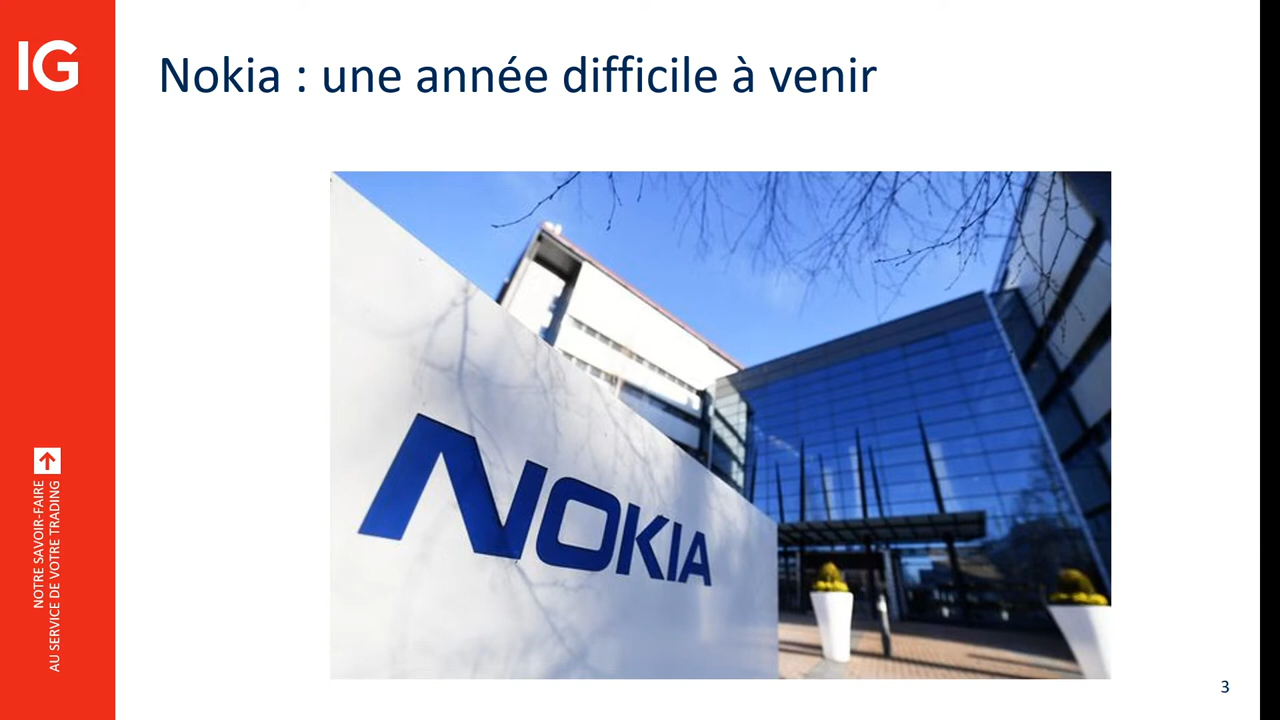 IG
Nokia : une année difficile à venir
NOKIA
NOTRE SAVOIR-FAIRE
AU SERVICE DE VOTRE TRADING
3